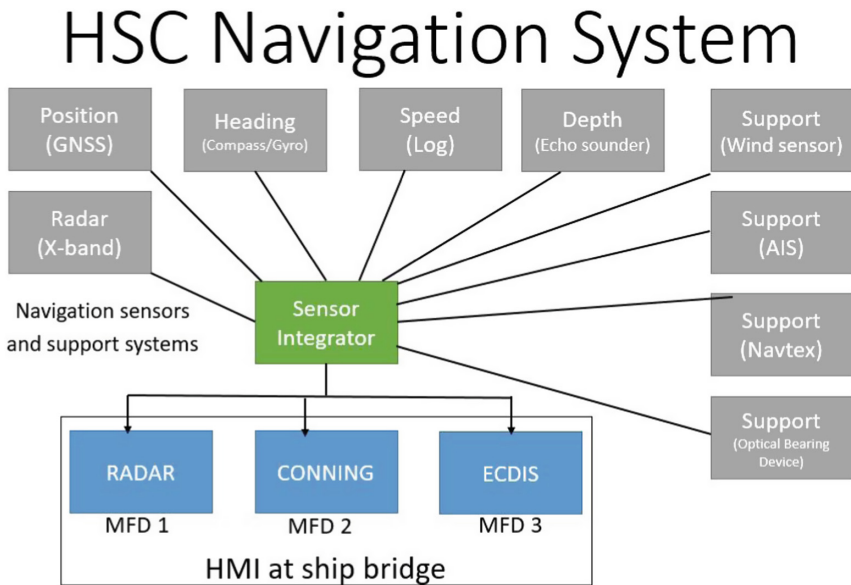 HSC Navigation System
Position
(GNSS)
Heading
(Compass/Gyro)
Speed
(Log)
Depth
(Echo sounder)
Support
(Wind sensor)
Radar
(X-band)
Support
(AIS)
Navigation sensors
and support systems
Sensor
Integrator
Support
(Navtex)
Support
(Optical Bearing
Device)
RADAR
CONNING
ECDIS
MFD 1
MFD 2
MFD 3
HMI at ship bridge